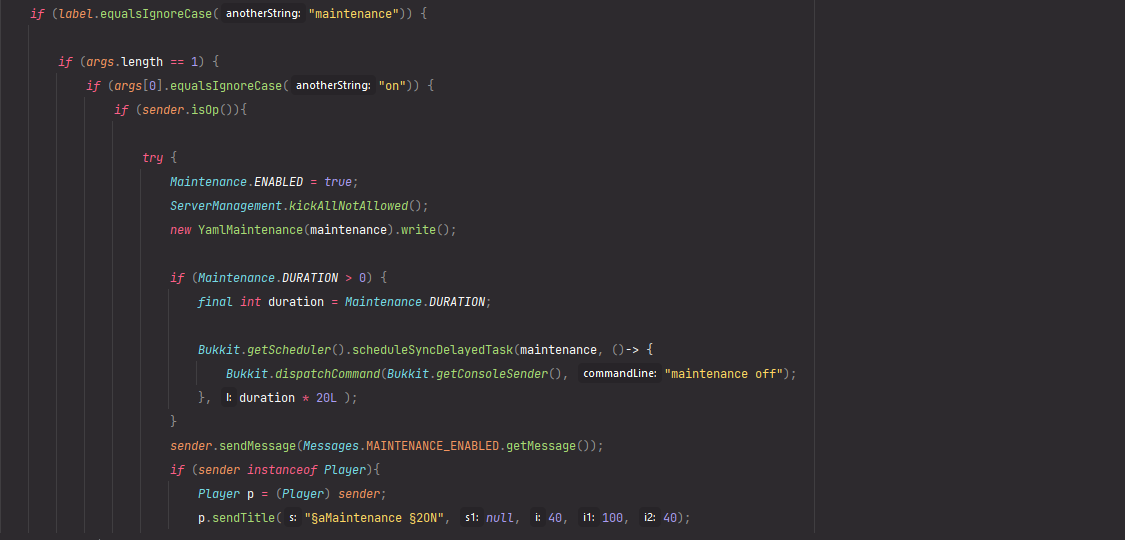 if (label.equalsIgnoreCase( anotherString: "maintenance")) {
if (args.length == 1) {
if (args[0].equalsIgnoreCase( anotherString: "on")) {
if (sender.isOp()){
try {
Maintenance.ENABLED = true;
ServerManagement.kickAllNotAllowed();
new YamlMaintenance(maintenance).write();
if (Maintenance.DURATION > 0) {
final int duration = Maintenance.DURATION;
Bukkit.getScheduler().scheduleSyncDelayedTask(maintenance, ()-> {
Bukkit.dispatchCommand(Bukkit.getConsoleSender(), commandLine: "maintenance off");
}, l: duration * 20L );
}
sender.sendMessage(Messages.MAINTENANCE_ENABLED.getMessage());
if (sender instanceof Player){
Player p = (Player) sender;
p.sendTitle( s: "§aMaintenance §2ON", s1: null, i: 40, i1: 100, i2: 40);